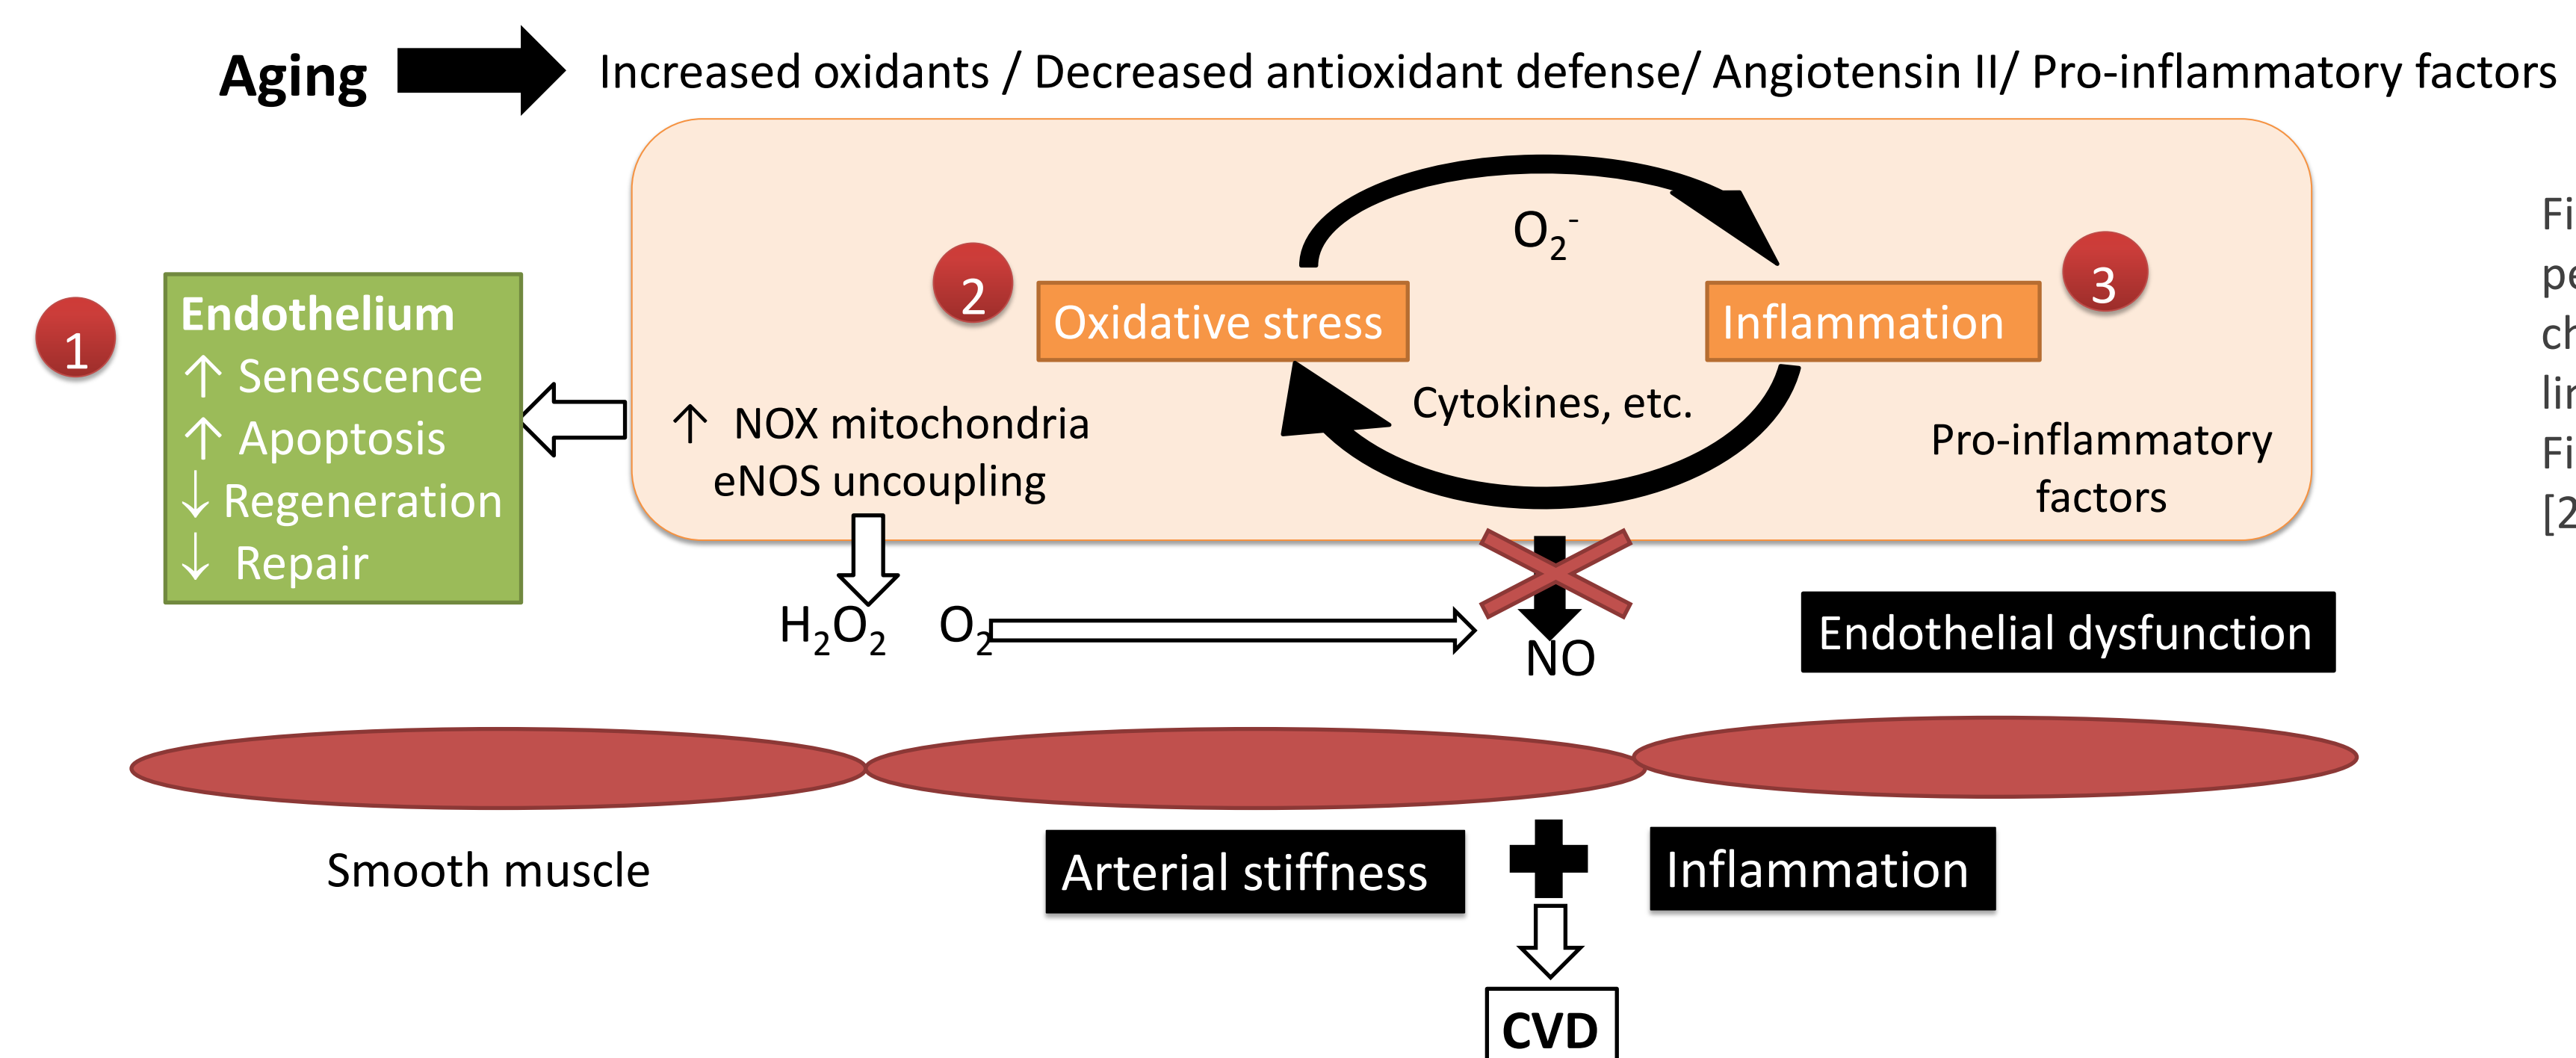 Aging
Increased oxidants / Decreased antioxidant defense/ Angiotensin II/ Pro-inflammatory factors
O₂⁻
1
Endothelium
↑ Senescence
↑ Apoptosis
↓ Regeneration
↓ Repair
2
Oxidative stress
Inflammation
3
Cytokines, etc.
↑ NOX mitochondria
eNOS uncoupling
Pro-inflammatory
factors
H₂O₂
O₂
NO
Endothelial dysfunction
Smooth muscle
Arterial stiffness
Inflammation
CVD